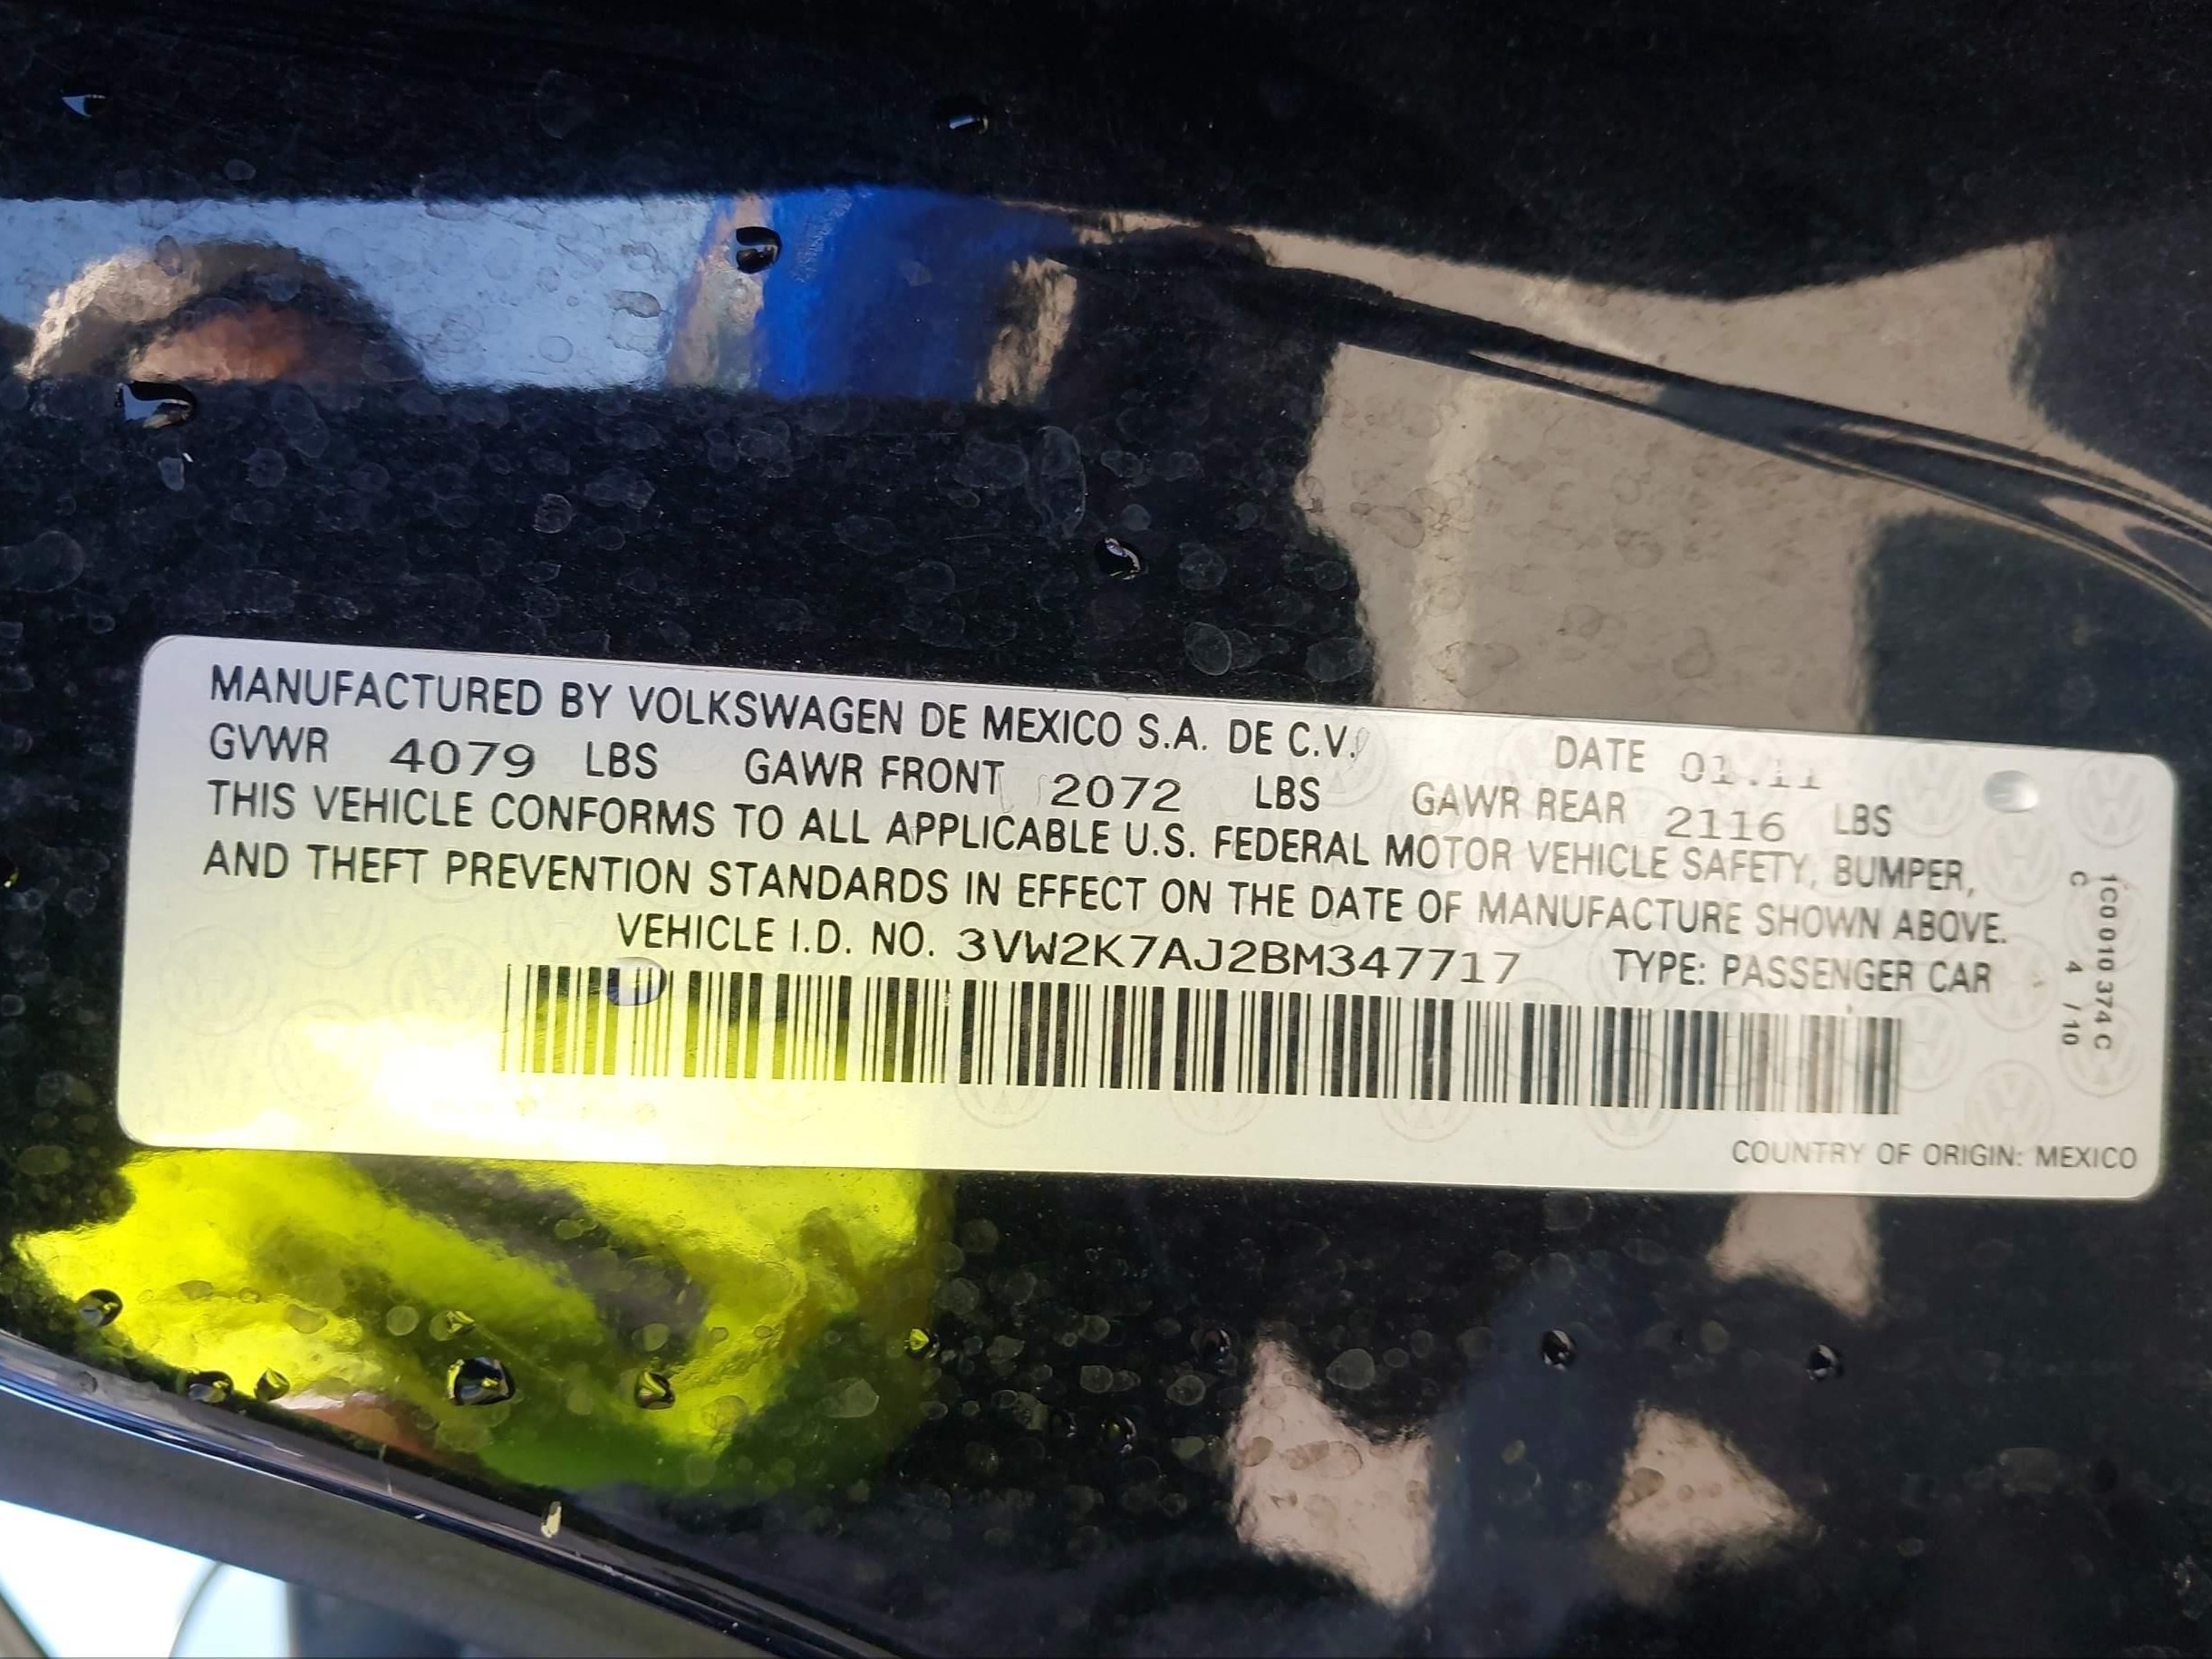 MANUFACTURED BY VOLKSWAGEN DE MEXICO S.A. DE C.V. DATE 01.11
GVWR 4079 LBS GAWR FRONT 2072 LBS GAWR REAR 2116 LBS
THIS VEHICLE CONFORMS TO ALL APPLICABLE U.S. FEDERAL MOTOR VEHICLE SAFETY, BUMPER,
AND THEFT PREVENTION STANDARDS IN EFFECT ON THE DATE OF MANUFACTURE SHOWN ABOVE.
VEHICLE I.D. NO. 3VW2K7AJ2BM347717 TYPE: PASSENGER CAR
COUNTRY OF ORIGIN: MEXICO
1C0 010 374 C
C 4 / 10